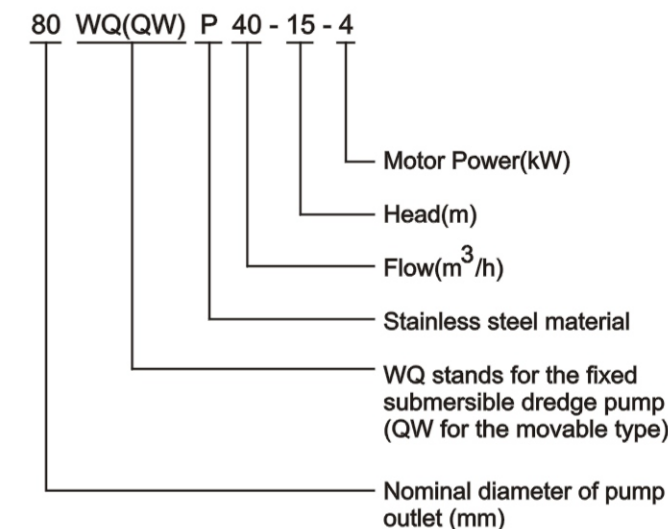 80 WQ(QW) P 40 - 15 - 4
Motor Power(kW)
Head(m)
Flow(m³/h)
Stainless steel material
WQ stands for the fixed
submersible dredge pump
(QW for the movable type)
Nominal diameter of pump
outlet (mm)